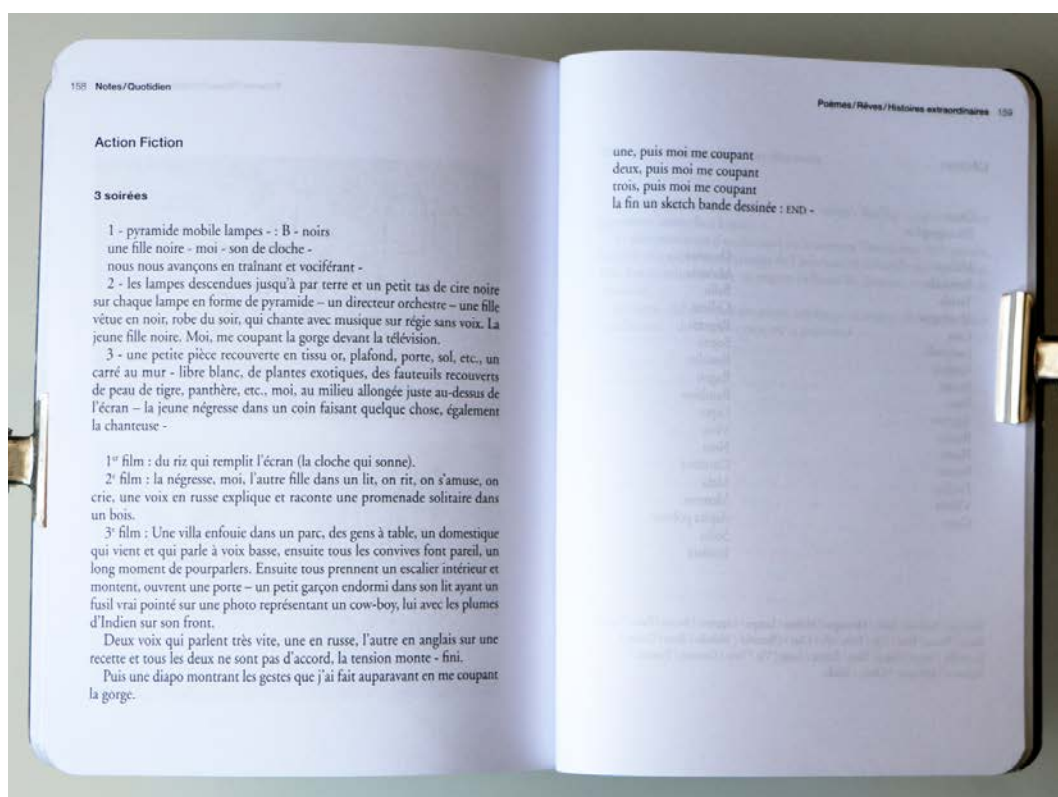 158 Notes/Quotidien
Action Fiction
3 soirées
1 - pyramide mobile lampes - : B - noirs
une fille noire - moi - son de cloche -
nous nous avançons en traînant et vociférant -
2 - les lampes descendues jusqu'à par terre et un petit tas de cire noire
sur chaque lampe en forme de pyramide – un directeur orchestre – une fille
vêtue en noir, robe du soir, qui chante avec musique sur régie sans voix. La
jeune fille noire. Moi, me coupant la gorge devant la télévision.
3 - une petite pièce recouverte en tissu or, plafond, porte, sol, etc., un
carré au mur - libre blanc, de plantes exotiques, des fauteuils recouverts
de peau de tigre, panthère, etc., moi, au milieu allongée juste au-dessus de
l'écran – la jeune négresse dans un coin faisant quelque chose, également
la chanteuse -
1er film : du riz qui remplit l'écran (la cloche qui sonne).
2e film : la négresse, moi, l'autre fille dans un lit, on rit, on s'amuse, on
crie, une voix en russe explique et raconte une promenade solitaire dans
un bois.
3e film : Une villa enfouie dans un parc, des gens à table, un domestique
qui vient et qui parle à voix basse, ensuite tous les convives font pareil, un
long moment de pourparlers. Ensuite tous prennent un escalier intérieur et
montent, ouvrent une porte – un petit garçon endormi dans son lit ayant un
fusil vrai pointé sur une photo représentant un cow-boy, lui avec les plumes
d'Indien sur son front.
Deux voix qui parlent très vite, une en russe, l'autre en anglais sur une
recette et tous les deux ne sont pas d'accord, la tension monte - fini.
Puis une diapo montrant les gestes que j'ai fait auparavant en me coupant
la gorge.
Poèmes/Rêves/Histoires extraordinaires 159
une, puis moi me coupant
deux, puis moi me coupant
trois, puis moi me coupant
la fin un sketch bande dessinée : END -